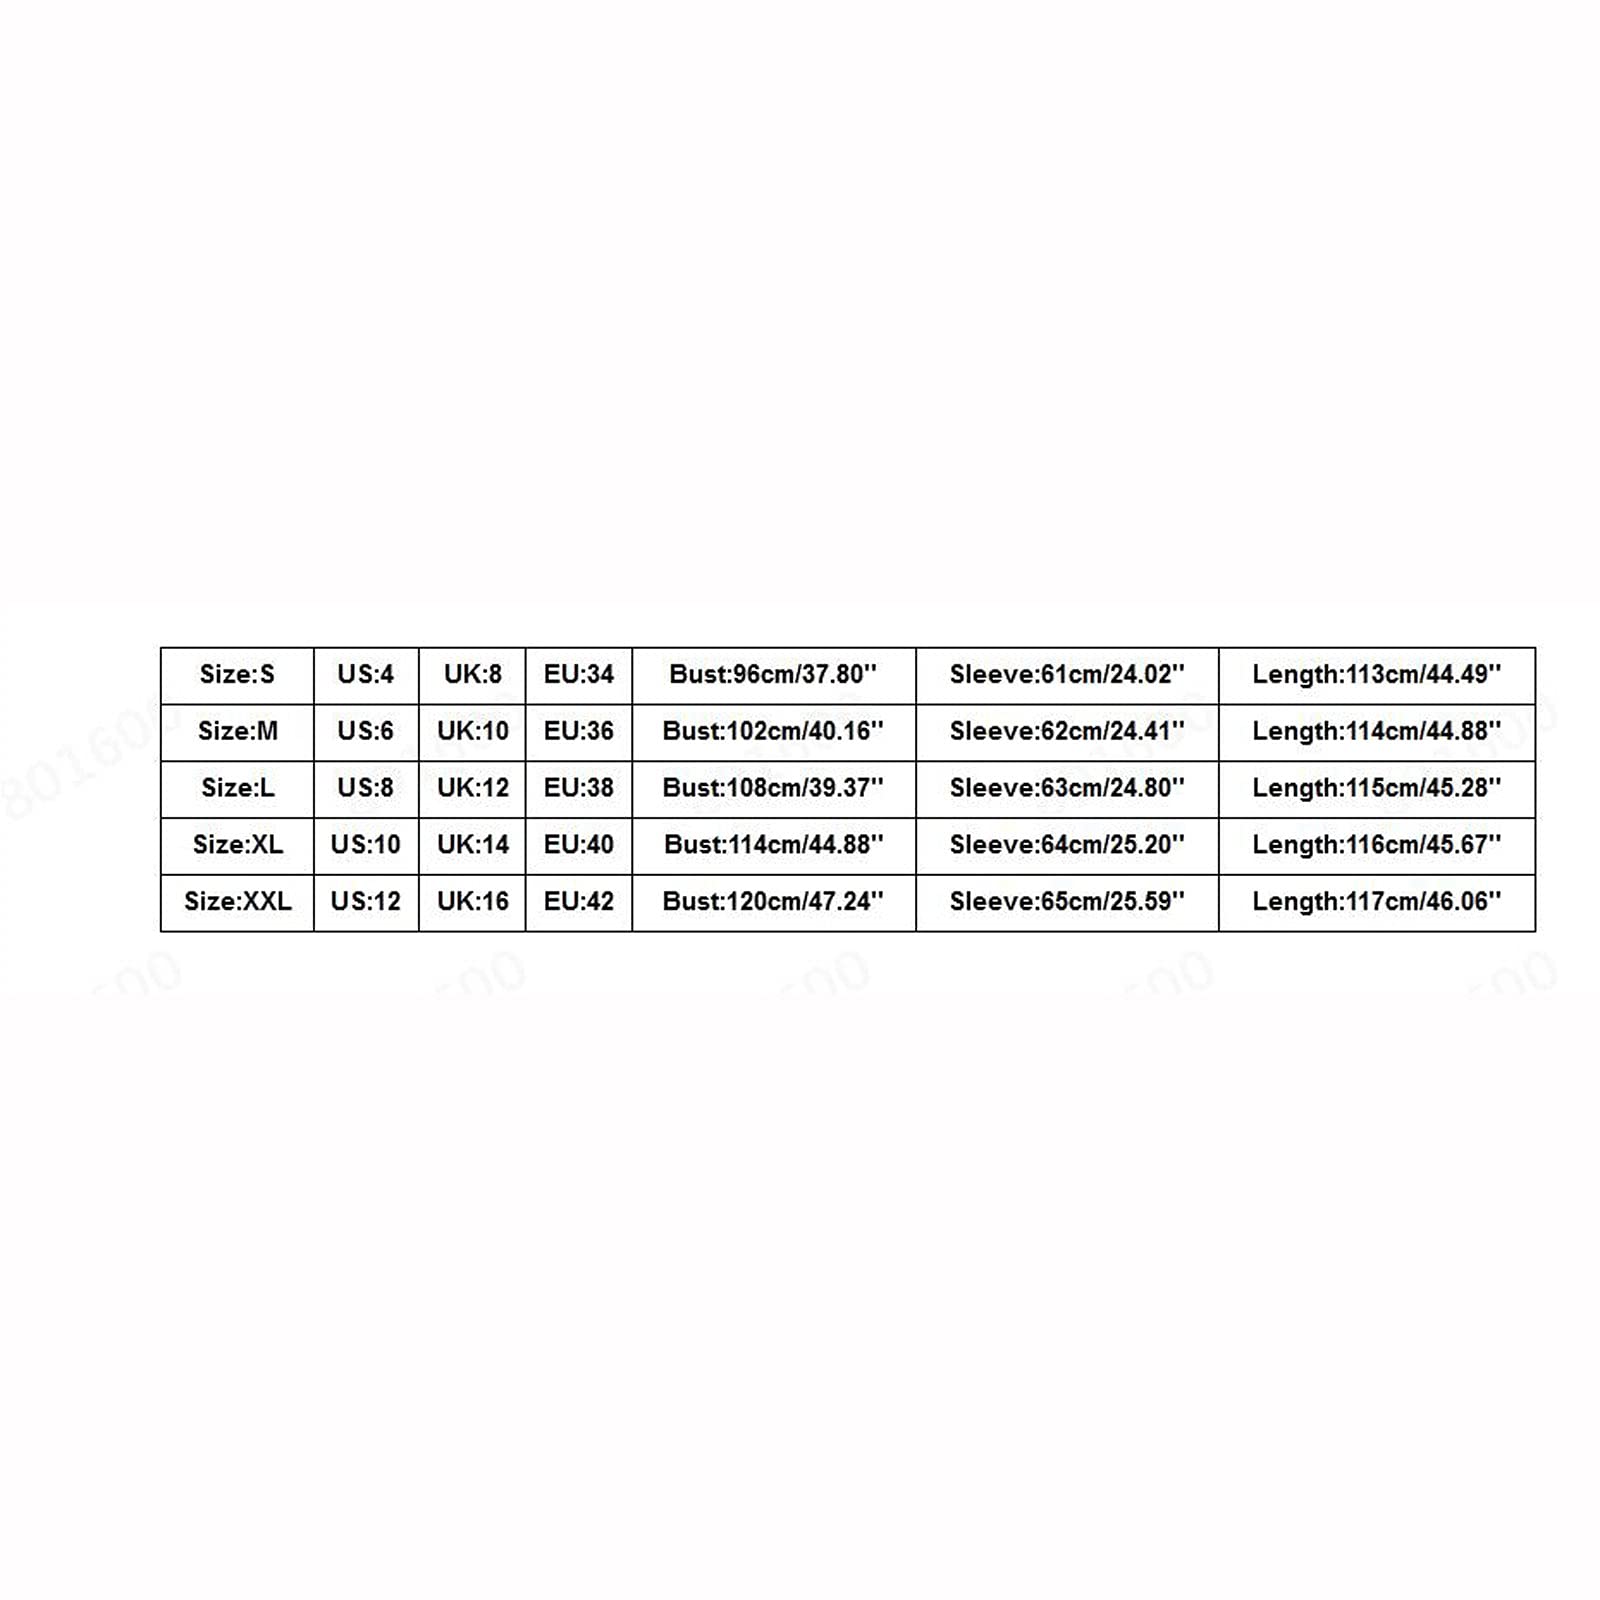 Size:S US:4 UK:8 EU:34 Bust:96cm/37.80'' Sleeve:61cm/24.02'' Length:113cm/44.49''
Size:M US:6 UK:10 EU:36 Bust:102cm/40.16'' Sleeve:62cm/24.41'' Length:114cm/44.88''
Size:L US:8 UK:12 EU:38 Bust:108cm/39.37'' Sleeve:63cm/24.80'' Length:115cm/45.28''
Size:XL US:10 UK:14 EU:40 Bust:114cm/44.88'' Sleeve:64cm/25.20'' Length:116cm/45.67''
Size:XXL US:12 UK:16 EU:42 Bust:120cm/47.24'' Sleeve:65cm/25.59'' Length:117cm/46.06''